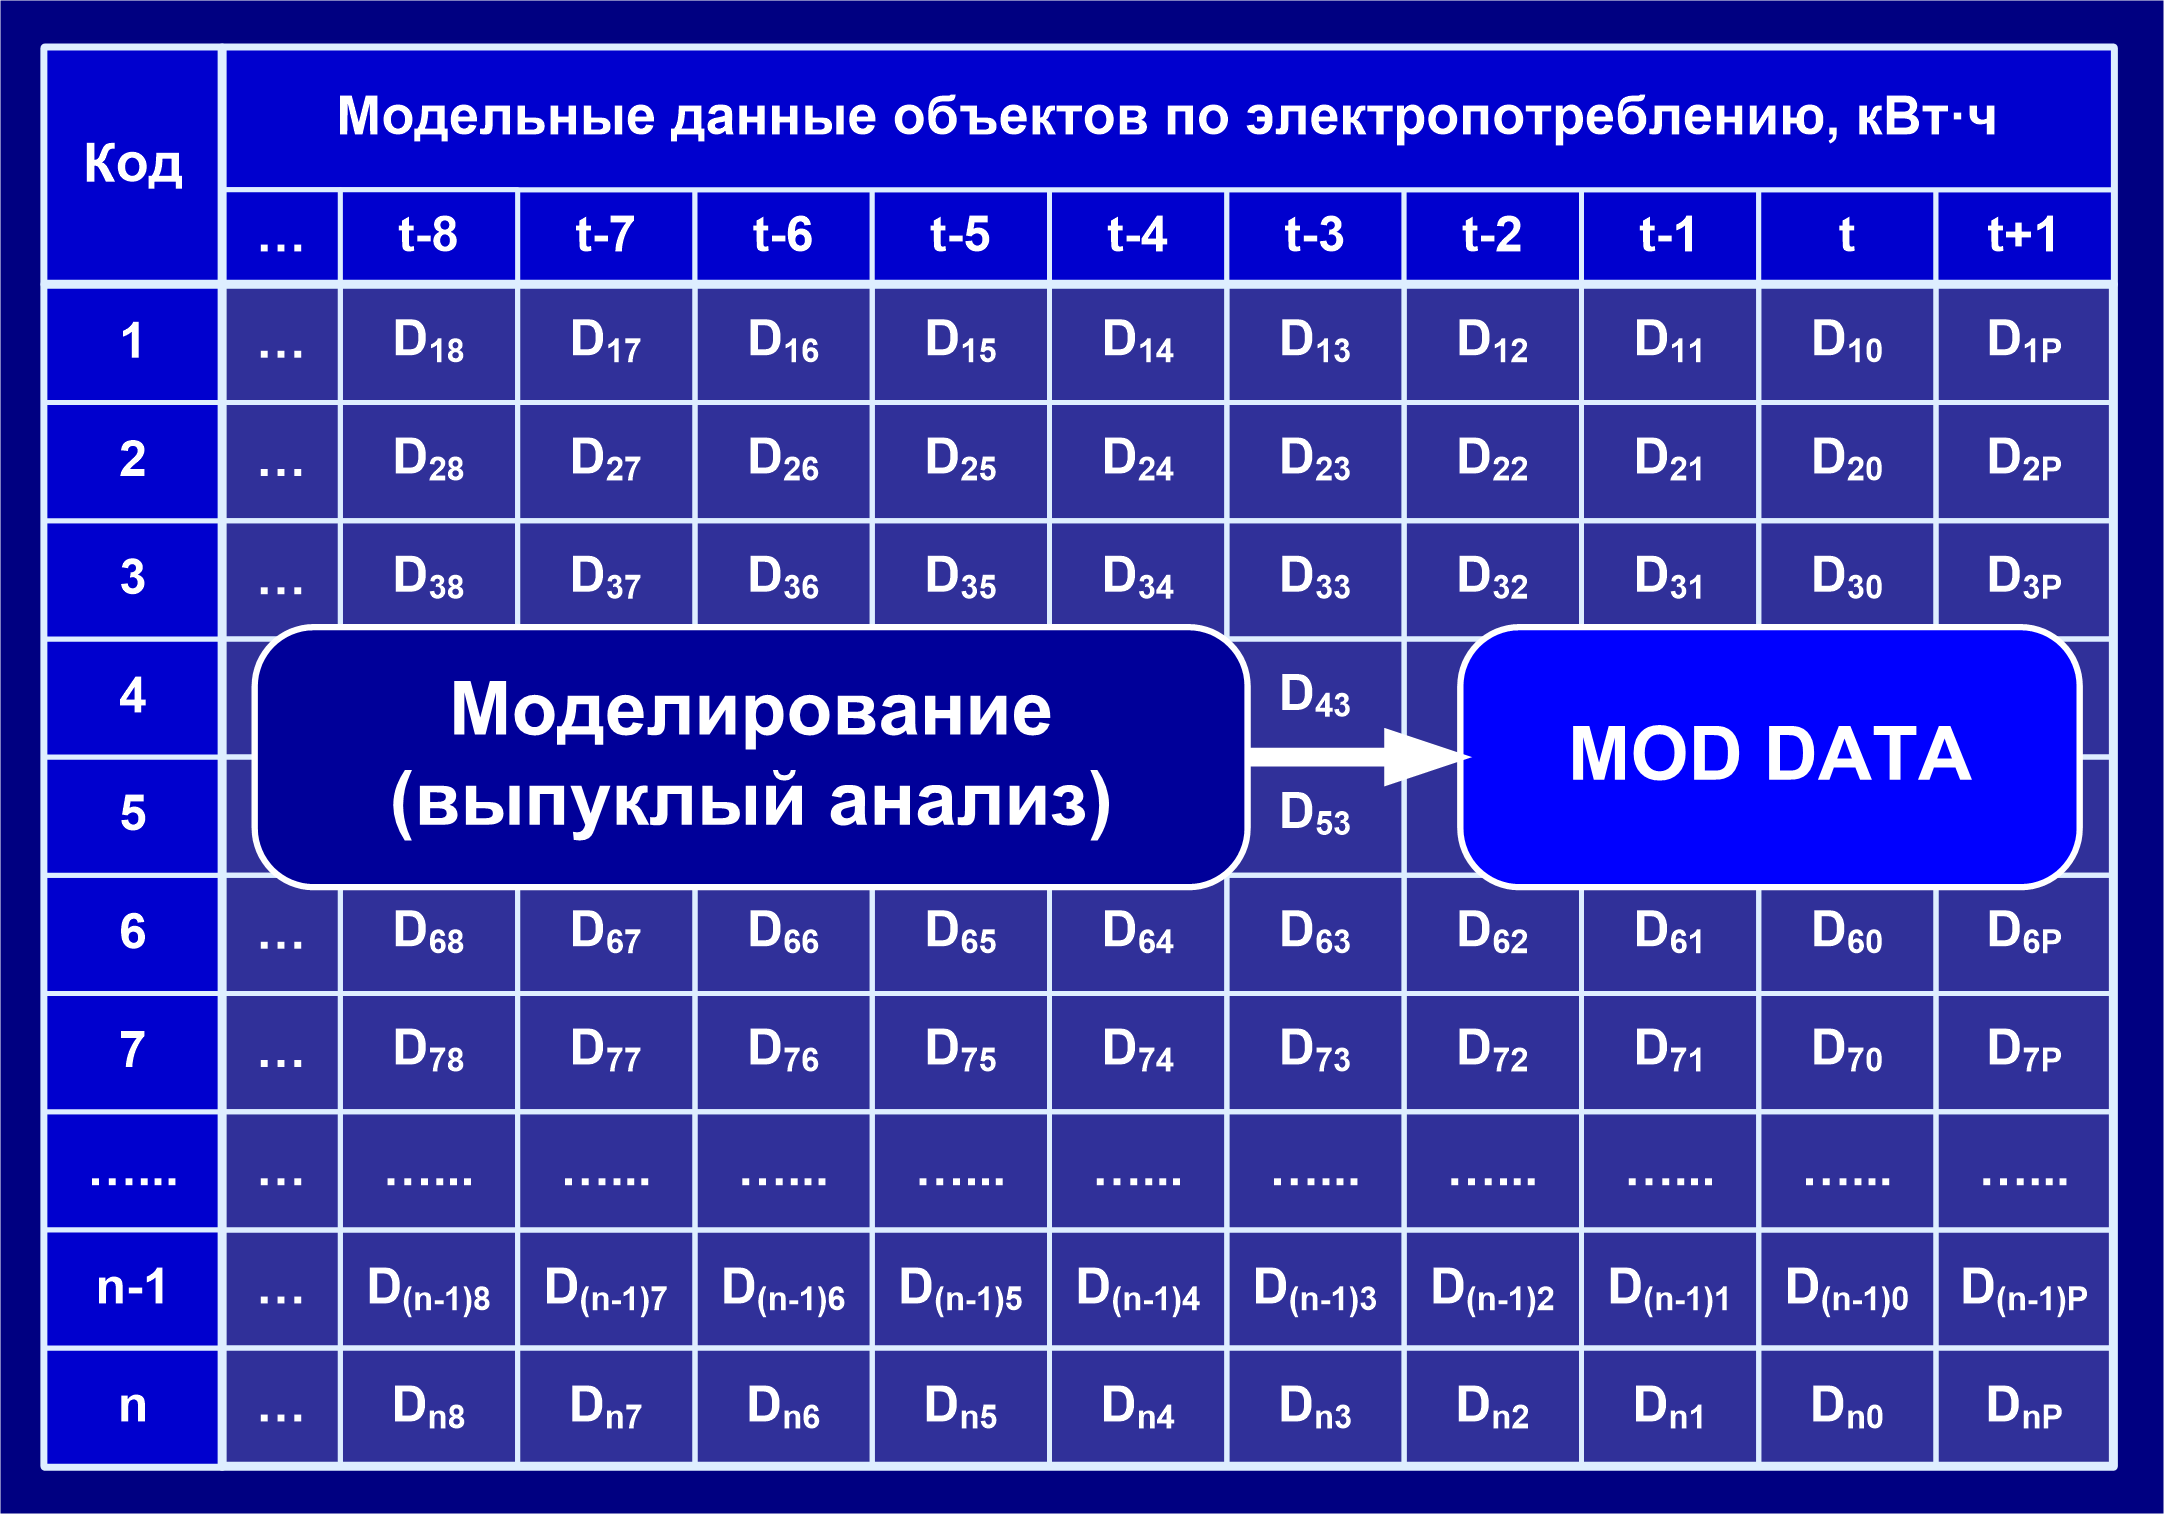 Код
Модельные данные объектов по электропотреблению, кВт·ч
… t-8 t-7 t-6 t-5 t-4 t-3 t-2 t-1 t t+1
1 … D18 D17 D16 D15 D14 D13 D12 D11 D10 D1P
2 … D28 D27 D26 D25 D24 D23 D22 D21 D20 D2P
3 … D38 D37 D36 D35 D34 D33 D32 D31 D30 D3P
4 D43
Моделирование
(выпуклый анализ)
MOD DATA
5 D53
6 … D68 D67 D66 D65 D64 D63 D62 D61 D60 D6P
7 … D78 D77 D76 D75 D74 D73 D72 D71 D70 D7P
…... … …... …... …... …... …... …... …... …... …... …...
n-1 … D(n-1)8 D(n-1)7 D(n-1)6 D(n-1)5 D(n-1)4 D(n-1)3 D(n-1)2 D(n-1)1 D(n-1)0 D(n-1)P
n … Dn8 Dn7 Dn6 Dn5 Dn4 Dn3 Dn2 Dn1 Dn0 DnP